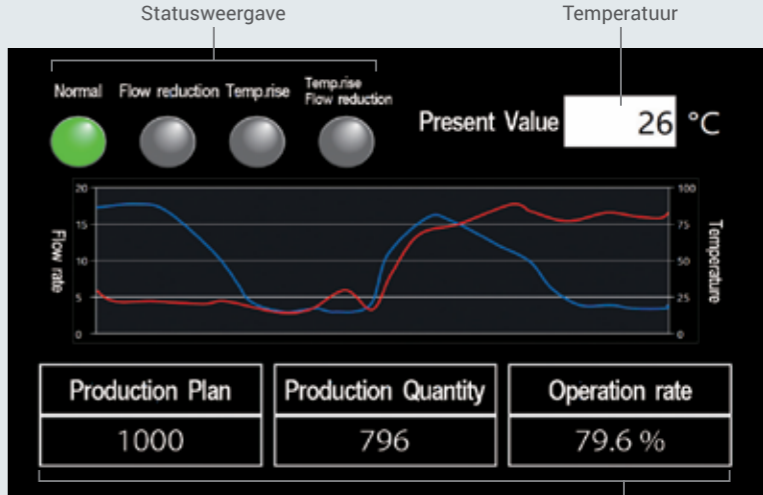 Statusweergave
Temperatuur
Normal
Flow reduction
Temp.rise
Temp.rise
Flow reduction
Present Value
26 °C
20
15
10
5
0
Flow rate
100
75
50
25
0
Temperature
Production Plan
Production Quantity
Operation rate
1000
796
79.6 %